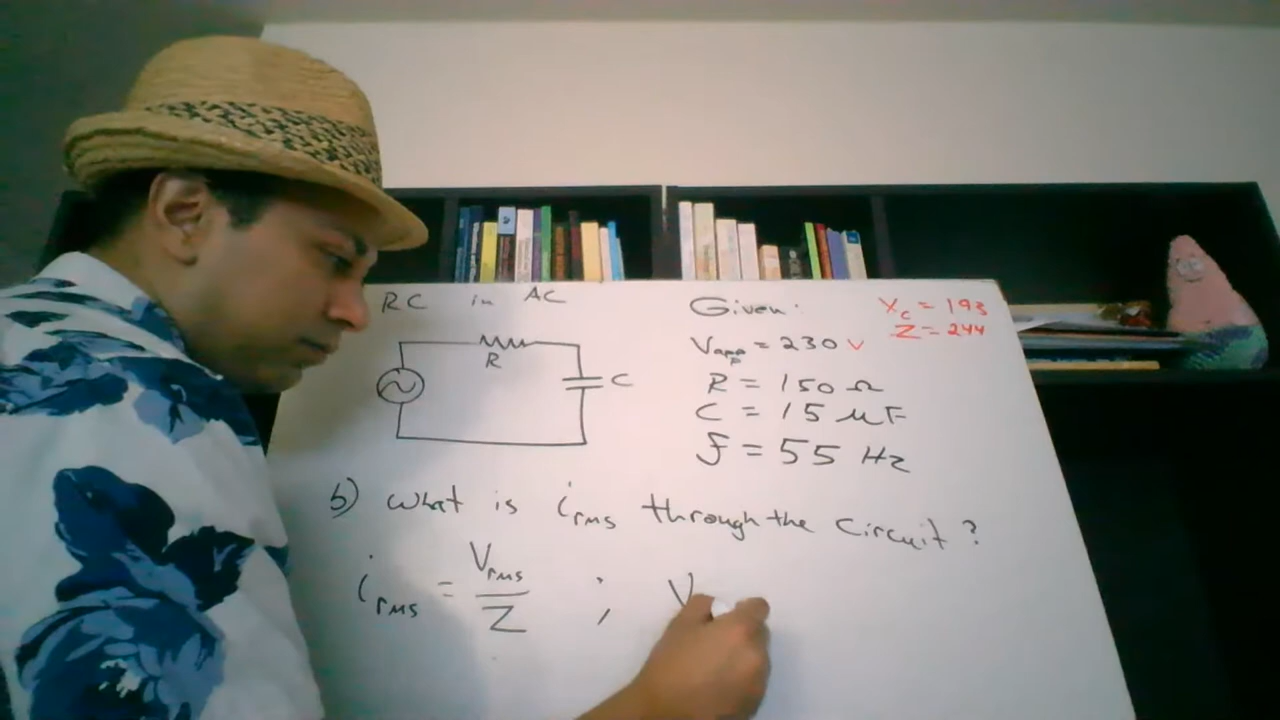 RC in AC
R
C
Given:
Vapp = 230 V
R = 150 Ω
C = 15 μF
f = 55 Hz
Xc = 193
Z = 244
b) What is irms through the circuit?
irms = Vrms / Z ; V